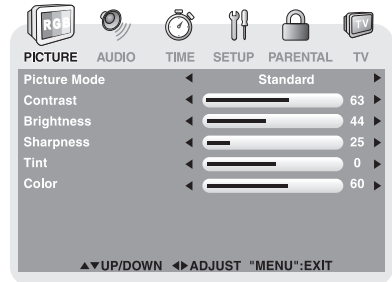 RGB TV
PICTURE AUDIO TIME SETUP PARENTAL TV
Picture Mode ◀ Standard ▶
Contrast ◀ 63 ▶
Brightness ◀ 44 ▶
Sharpness ◀ 25 ▶
Tint ◀ 0 ▶
Color ◀ 60 ▶
▲▼UP/DOWN ◀▶ADJUST "MENU":EXİT